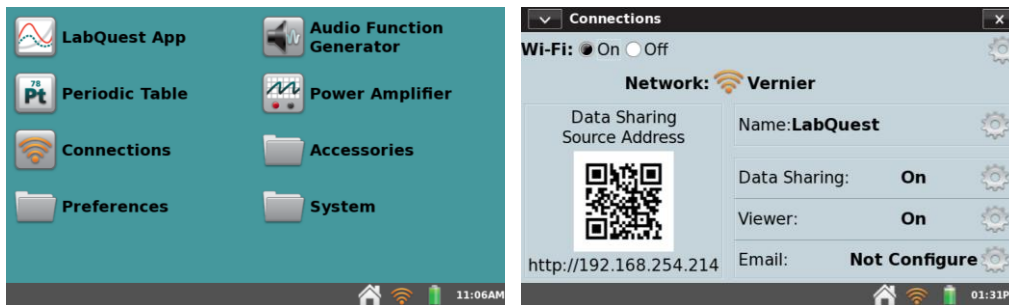 LabQuest App
Audio Function
Generator
78
Pt
Periodic Table
Power Amplifier
Connections
Accessories
Preferences
System
11:06AM
Connections
x
Wi-Fi: On Off
Network: Vernier
Data Sharing
Source Address
http://192.168.254.214
Name:LabQuest
Data Sharing: On
Viewer: On
Email: Not Configure
01:31P